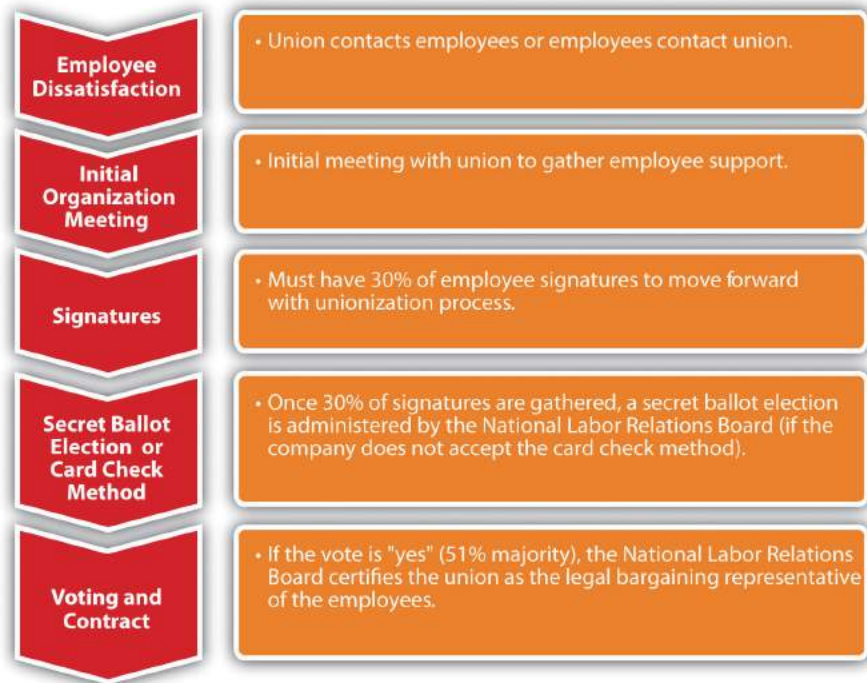 Employee
Dissatisfaction
• Union contacts employees or employees contact union.
Initial
Organization
Meeting
• Initial meeting with union to gather employee support.
Signatures
• Must have 30% of employee signatures to move forward
with unionization process.
Secret Ballot
Election or
Card Check
Method
• Once 30% of signatures are gathered, a secret ballot election
is administered by the National Labor Relations Board (if the
company does not accept the card check method).
Voting and
Contract
• If the vote is "yes" (51% majority), the National Labor Relations
Board certifies the union as the legal bargaining representative
of the employees.